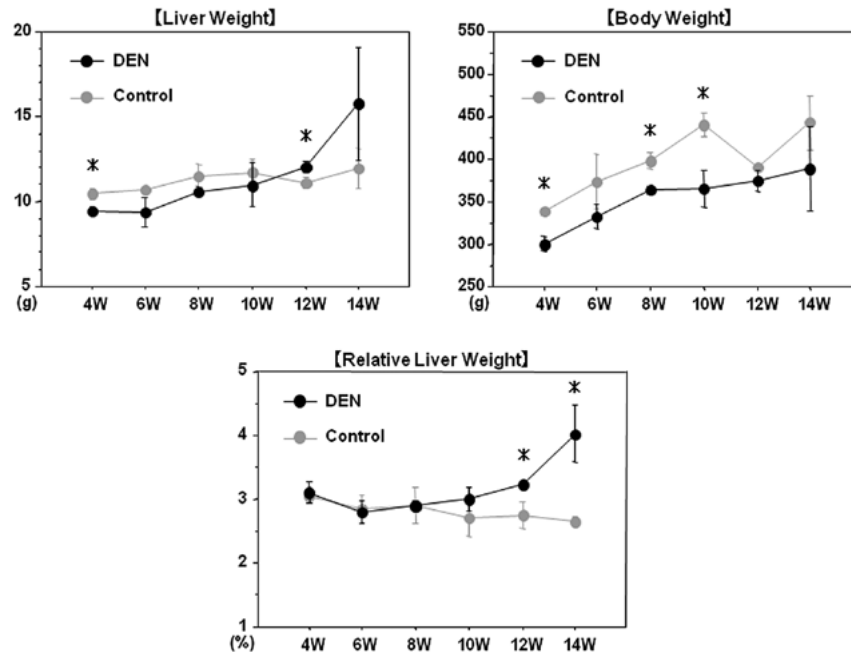 【Liver Weight】
20
15
10
5
(g)
DEN
Control
*
*
4W 6W 8W 10W 12W 14W
【Body Weight】
550
500
450
400
350
300
250
(g)
DEN
Control
*
*
*
4W 6W 8W 10W 12W 14W
【Relative Liver Weight】
5
4
3
2
1
(%)
DEN
Control
*
*
4W 6W 8W 10W 12W 14W